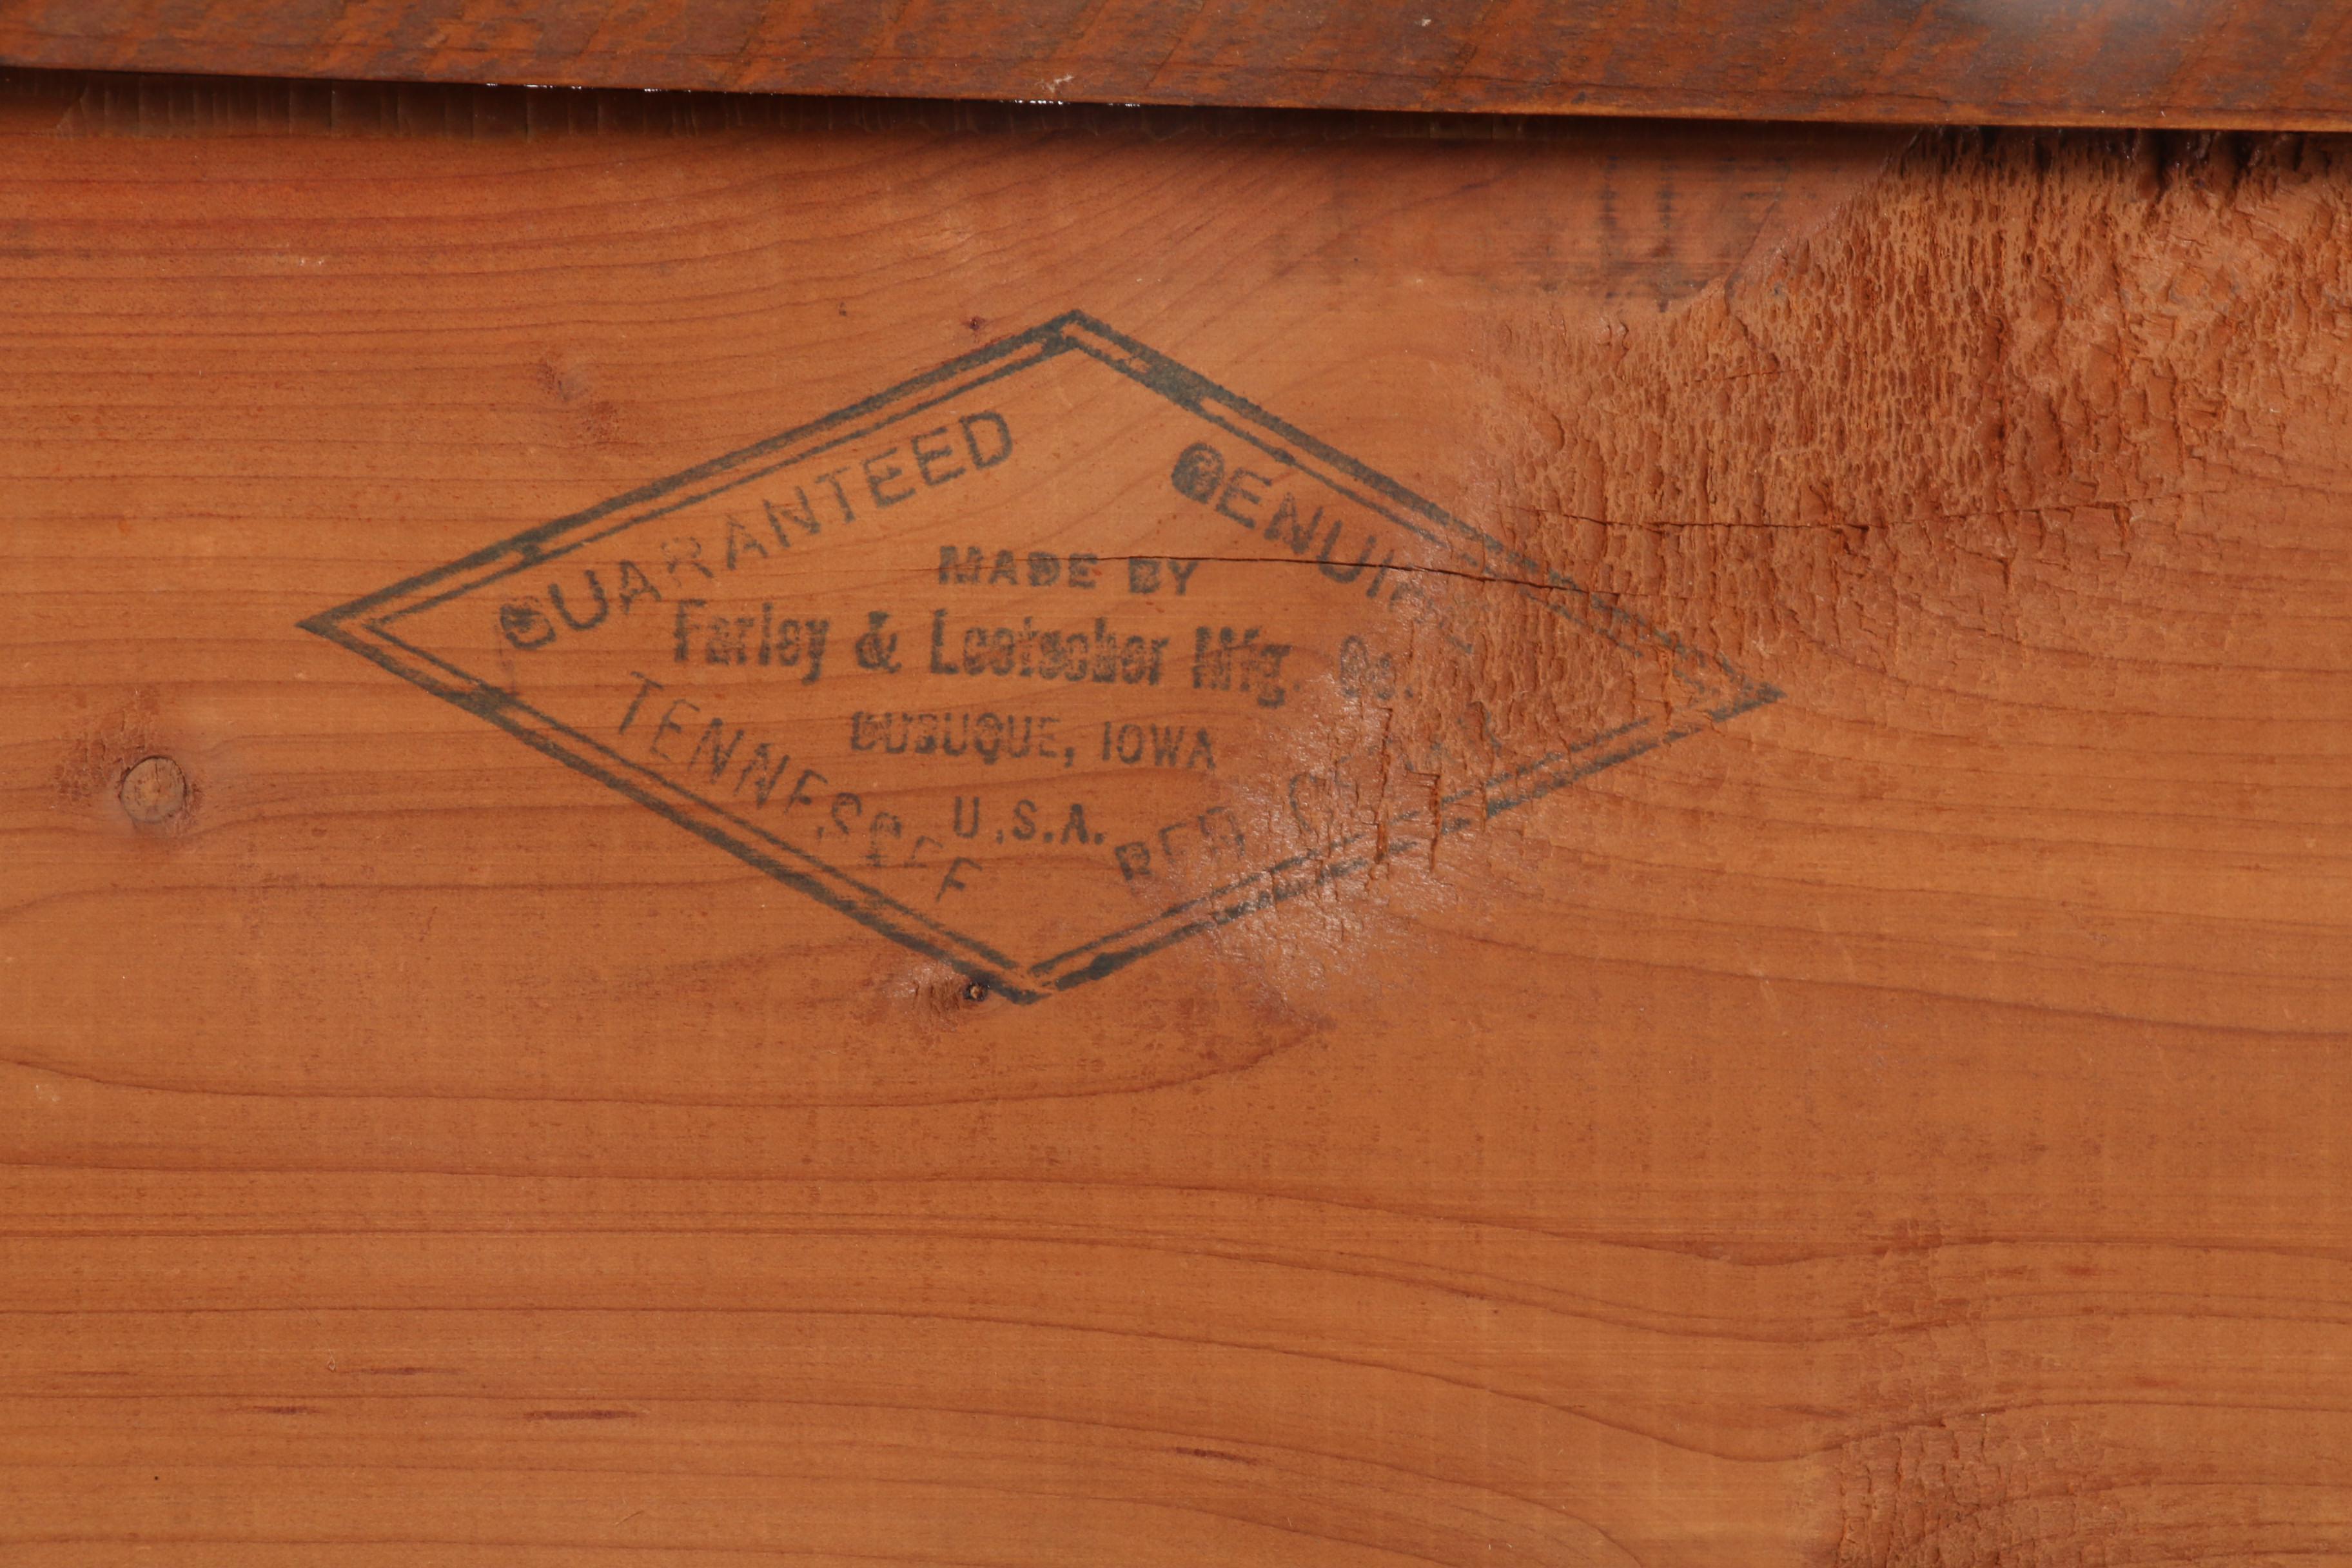 GUARANTEED GENUINE
MADE BY
Farley & Loetscher Mfg. Co.
DUBUQUE, IOWA
U.S.A.
TENNESSEE RED CEDAR